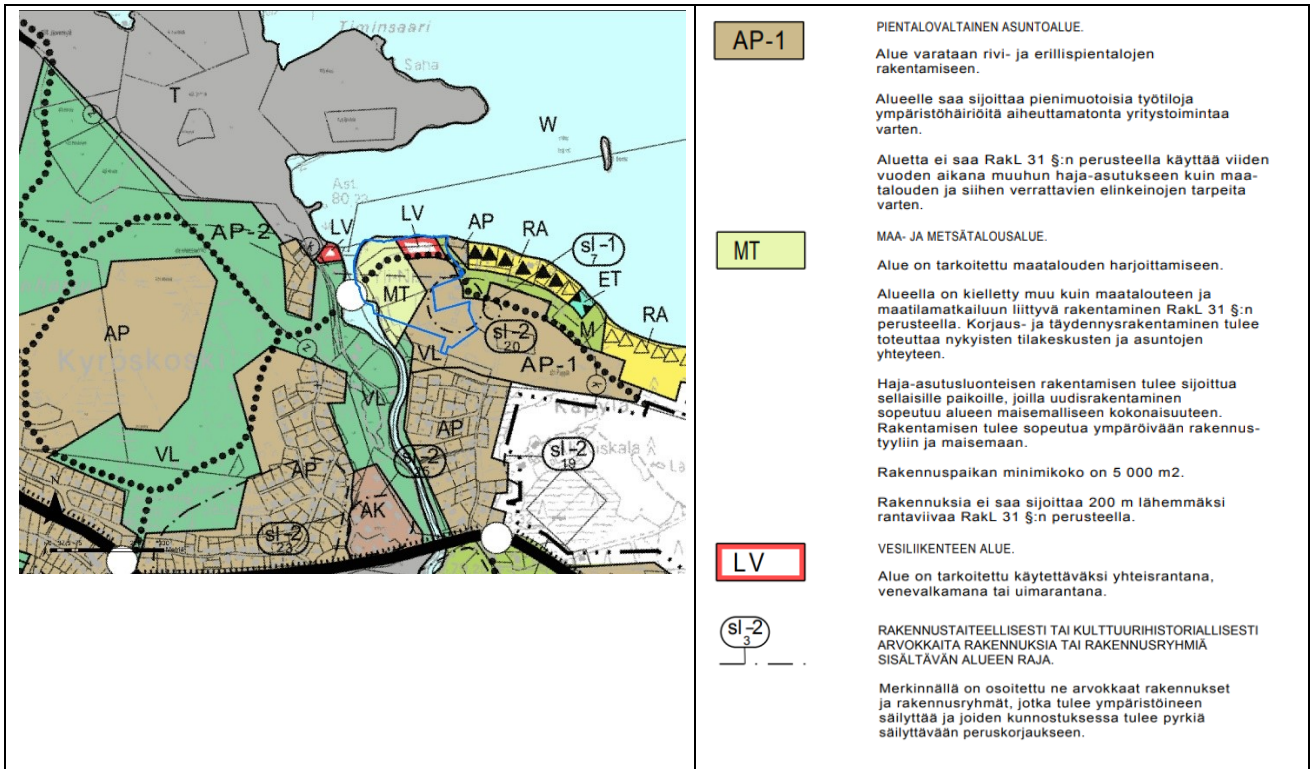 Timinsaari
Saha
T
W
Ast.
80.22
LV
LV
AP
RA
sl-1
7
AP-2
ET
MT
M
RA
sl-2
20
AP
VL
AP-1
Kyröskos
VL
Käpylä
AP
sl-2
19
uskala
VL
AP
sl-2
AK
sl-2
23
N
AP-1
PIENTALOVALTAINEN ASUNTOALUE.
Alue varataan rivi- ja erillispientalojen
rakentamiseen.
Alueelle saa sijoittaa pienimuotoisia työtiloja
ympäristöhäiriöitä aiheuttamatonta yritystoimintaa
varten.
Aluetta ei saa RakL 31 §:n perusteella käyttää viiden
vuoden aikana muuhun haja-asutukseen kuin maa-
talouden ja siihen verrattavien elinkeinojen tarpeita
varten.
MT
MAA- JA METSÄTALOUSALUE.
Alue on tarkoitettu maatalouden harjoittamiseen.
Alueella on kielletty muu kuin maatalouteen ja
maatilamatkailuun liittyvä rakentaminen RakL 31 §:n
perusteella. Korjaus- ja täydennysrakentaminen tulee
toteuttaa nykyisten tilakeskusten ja asuntojen
yhteyteen.
Haja-asutusluonteisen rakentamisen tulee sijoittua
sellaisille paikoille, joilla uudisrakentaminen
sopeutuu alueen maisemalliseen kokonaisuuteen.
Rakentamisen tulee sopeutua ympäröivään rakennus-
tyyliin ja maisemaan.
Rakennuspaikan minimikoko on 5 000 m2.
Rakennuksia ei saa sijoittaa 200 m lähemmäksi
rantaviivaa RakL 31 §:n perusteella.
LV
VESILIIKENTEEN ALUE.
Alue on tarkoitettu käytettäväksi yhteisrantana,
venevalkamana tai uimarantana.
sl-2
3
RAKENNUSTAITEELLISESTI TAI KULTTUURIHISTORIALLISESTI
ARVOKKAITA RAKENNUKSIA TAI RAKENNUSRYHMIÄ
SISÄLTÄVÄN ALUEEN RAJA.
Merkinnällä on osoitettu ne arvokkaat rakennukset
ja rakennusryhmät, jotka tulee ympäristöineen
säilyttää ja joiden kunnostuksessa tulee pyrkiä
säilyttävään peruskorjaukseen.